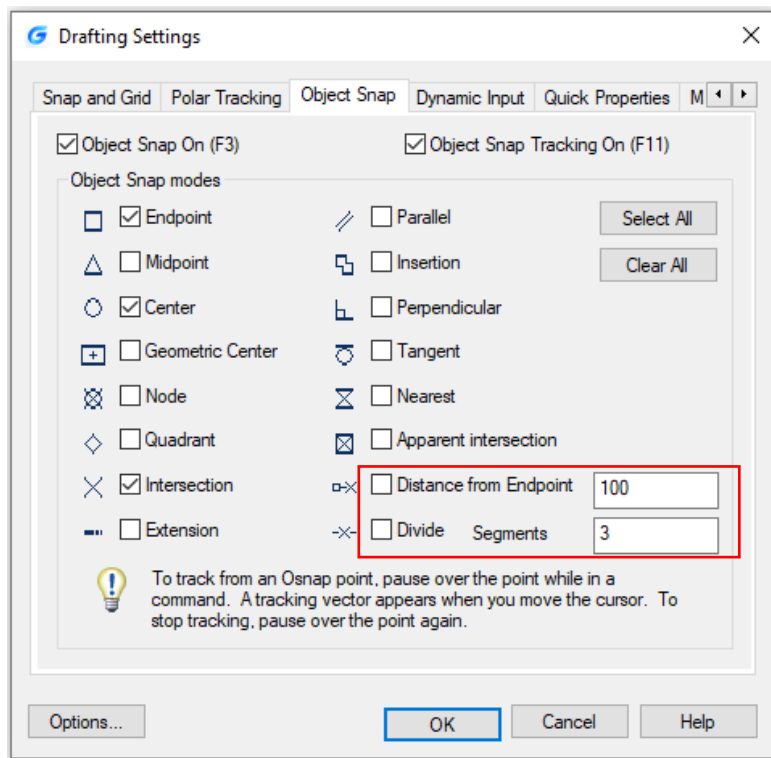 Drafting Settings
Snap and Grid Polar Tracking Object Snap Dynamic Input Quick Properties M
Object Snap On (F3) Object Snap Tracking On (F11)
Object Snap modes
Endpoint Parallel Select All
Midpoint Insertion Clear All
Center Perpendicular
Geometric Center Tangent
Node Nearest
Quadrant Apparent intersection
Intersection Distance from Endpoint 100
Extension Divide Segments 3
To track from an Osnap point, pause over the point while in a
command. A tracking vector appears when you move the cursor. To
stop tracking, pause over the point again.
Options... OK Cancel Help